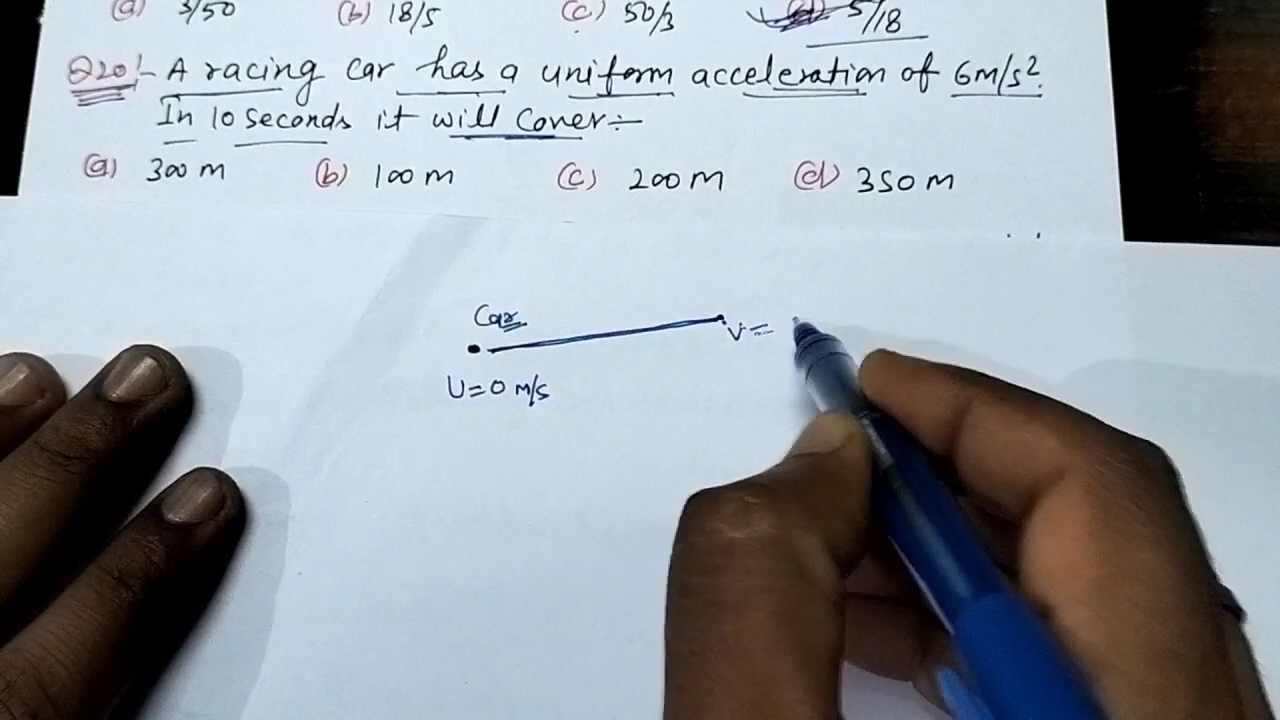 (a) 3/50 (b) 18/5 (c) 50/3 (d) 5/18
Q20:- A racing car has a uniform acceleration of 6m/s².
In 10 seconds it will cover:-
(a) 300 m (b) 100 m (c) 200 m (d) 350 m
Car
V=
U=0 m/s